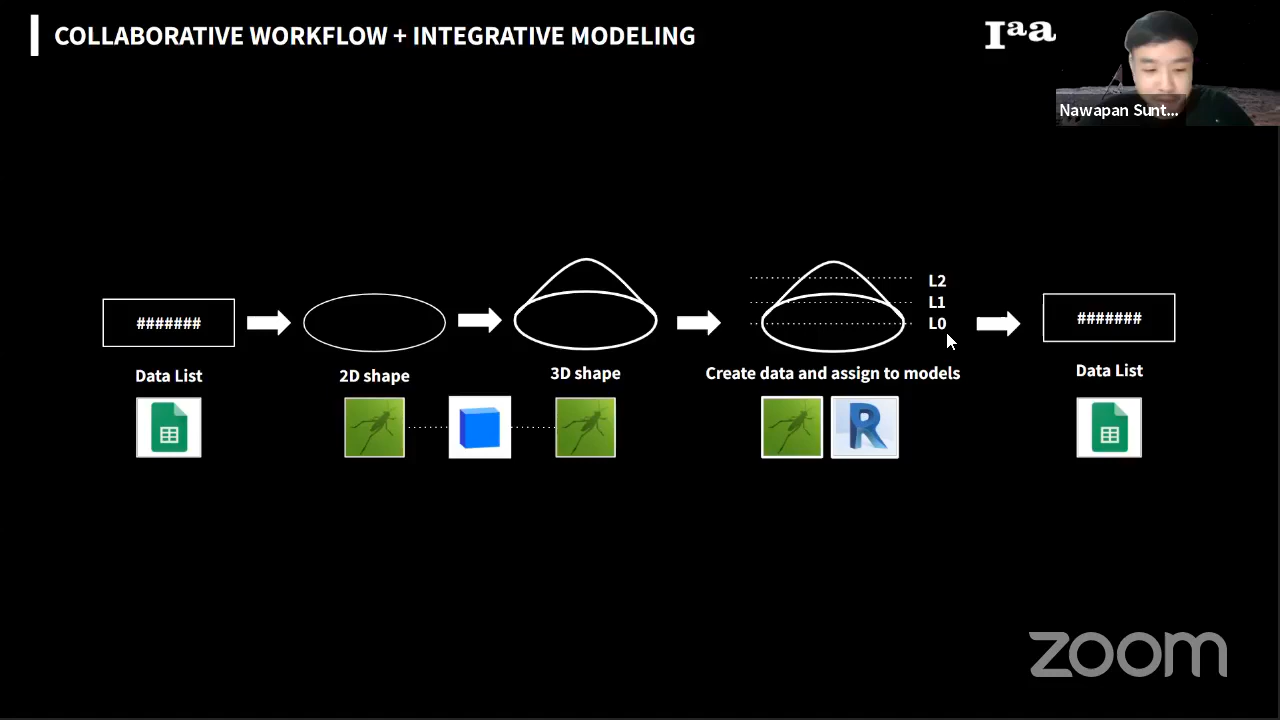 COLLABORATIVE WORKFLOW + INTEGRATIVE MODELING
Iaa
Nawapan Sunt...
L2
L1
L0
#######
#######
Data List
2D shape
3D shape
Create data and assign to models
Data List
R
zoom